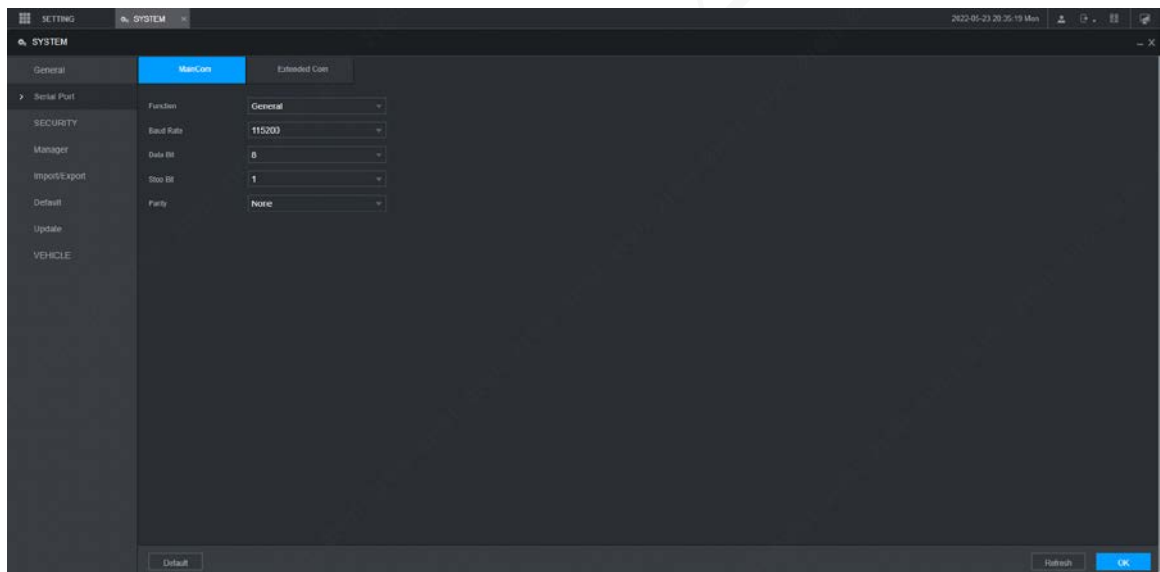 SETTING SYSTEM × 2022-05-23 20:35:19 Mon
SYSTEM
General
Serial Port
SECURITY
Manager
Import/Export
Default
Update
VEHICLE
MainCom Extended Com
Function General
Baud Rate 115200
Data Bit 8
Stop Bit 1
Parity None
Default Refresh OK